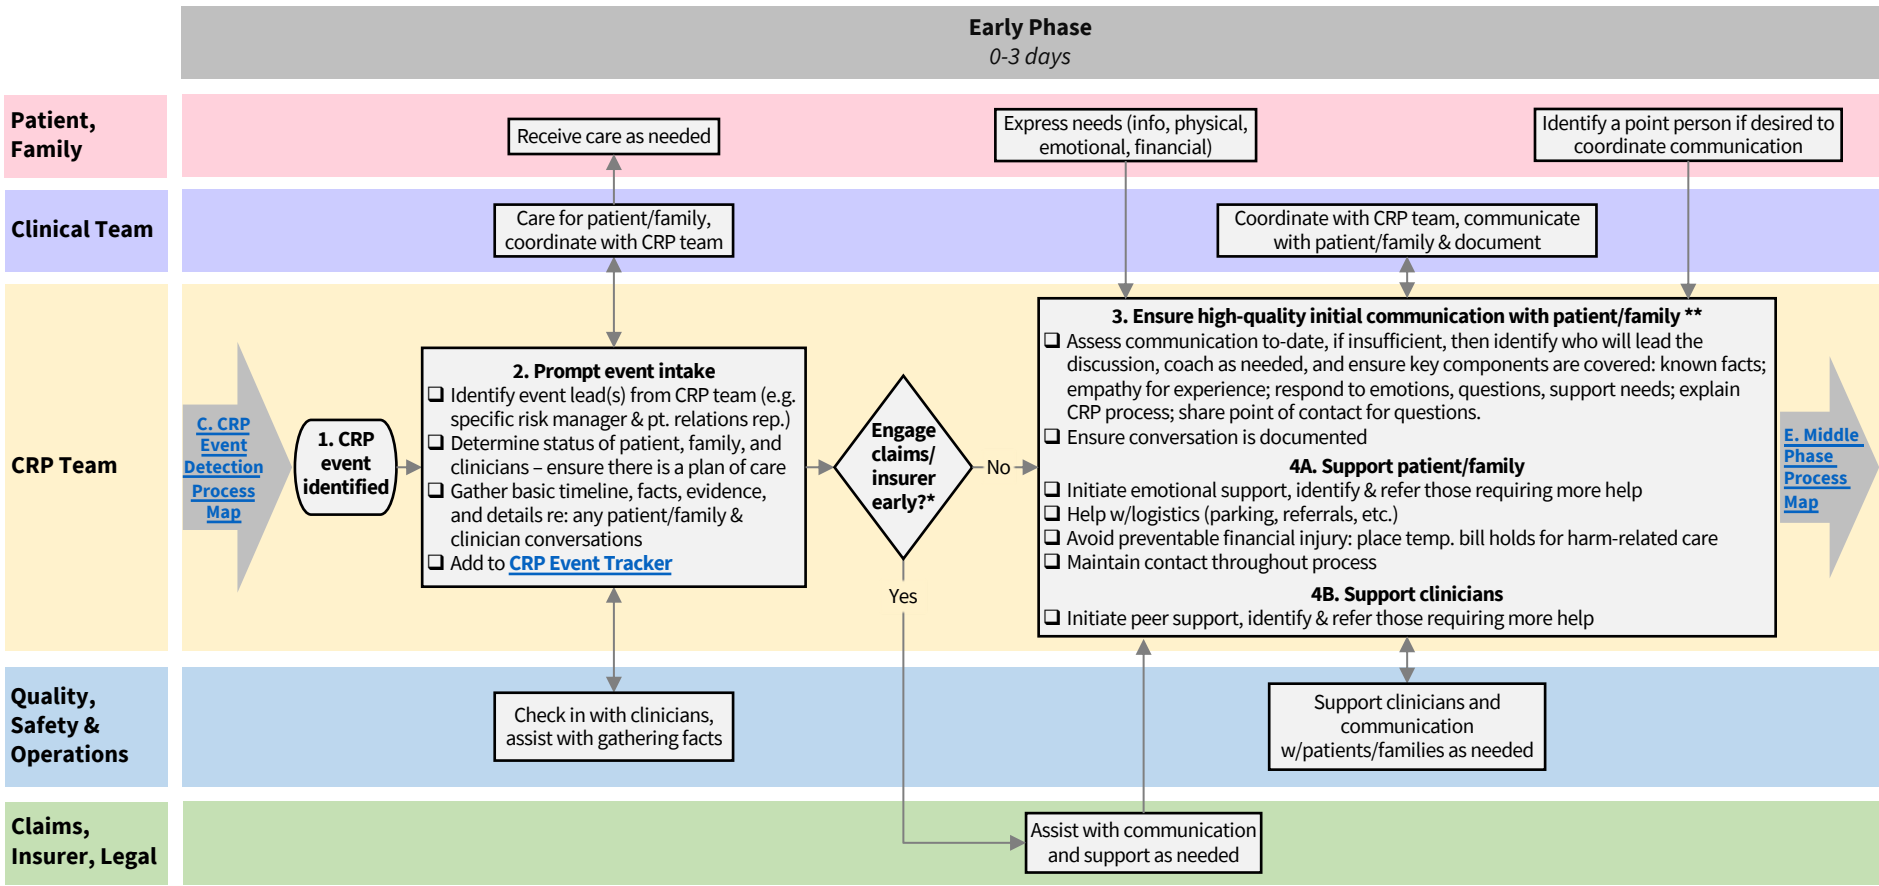 Early Phase
0-3 days
Patient,
Family
Receive care as needed
Express needs (info, physical,
emotional, financial)
Identify a point person if desired to
coordinate communication
Clinical Team
Care for patient/family,
coordinate with CRP team
Coordinate with CRP team, communicate
with patient/family & document
CRP Team
C. CRP
Event
Detection
Process
Map
1. CRP
event
identified
2. Prompt event intake
❑ Identify event lead(s) from CRP team (e.g.
specific risk manager & pt. relations rep.)
❑ Determine status of patient, family, and
clinicians – ensure there is a plan of care
❑ Gather basic timeline, facts, evidence,
and details re: any patient/family &
clinician conversations
❑ Add to CRP Event Tracker
Engage
claims/
insurer
early?*
No
Yes
3. Ensure high-quality initial communication with patient/family **
❑ Assess communication to-date, if insufficient, then identify who will lead the
discussion, coach as needed, and ensure key components are covered: known facts;
empathy for experience; respond to emotions, questions, support needs; explain
CRP process; share point of contact for questions.
❑ Ensure conversation is documented
4A. Support patient/family
❑ Initiate emotional support, identify & refer those requiring more help
❑ Help w/logistics (parking, referrals, etc.)
❑ Avoid preventable financial injury: place temp. bill holds for harm-related care
❑ Maintain contact throughout process
4B. Support clinicians
❑ Initiate peer support, identify & refer those requiring more help
E. Middle
Phase
Process
Map
Quality,
Safety &
Operations
Check in with clinicians,
assist with gathering facts
Support clinicians and
communication
w/patients/families as needed
Claims,
Insurer, Legal
Assist with communication
and support as needed